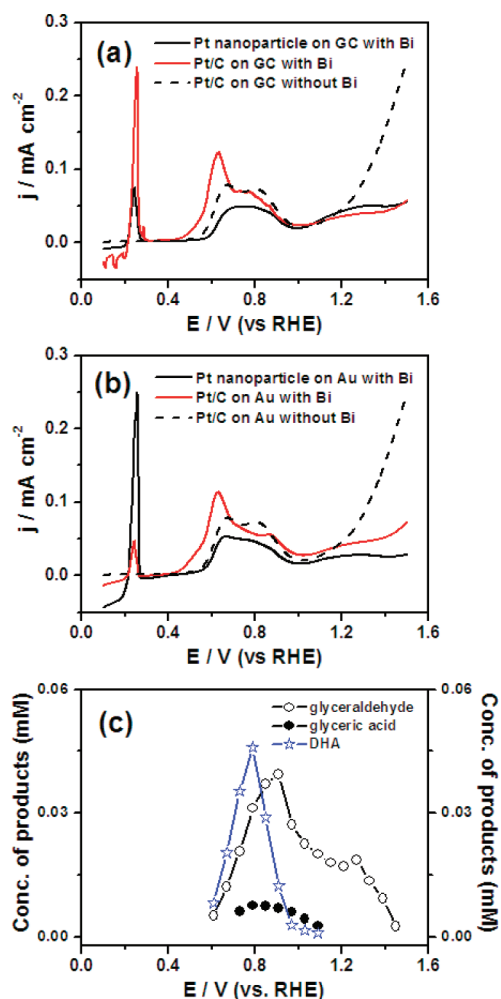 (a)
Pt nanoparticle on GC with Bi
Pt/C on GC with Bi
Pt/C on GC without Bi
j / mA cm⁻²
0.3
0.2
0.1
0.0
0.0 0.4 0.8 1.2 1.6
E / V (vs RHE)
(b)
Pt nanoparticle on Au with Bi
Pt/C on Au with Bi
Pt/C on Au without Bi
j / mA cm⁻²
0.3
0.2
0.1
0.0
0.0 0.4 0.8 1.2 1.6
E / V (vs RHE)
(c)
glyceraldehyde
glyceric acid
DHA
Conc. of products (mM)
0.06
0.03
0.00
Conc. of products (mM)
0.06
0.03
0.00
0.0 0.4 0.8 1.2 1.6
E / V (vs. RHE)